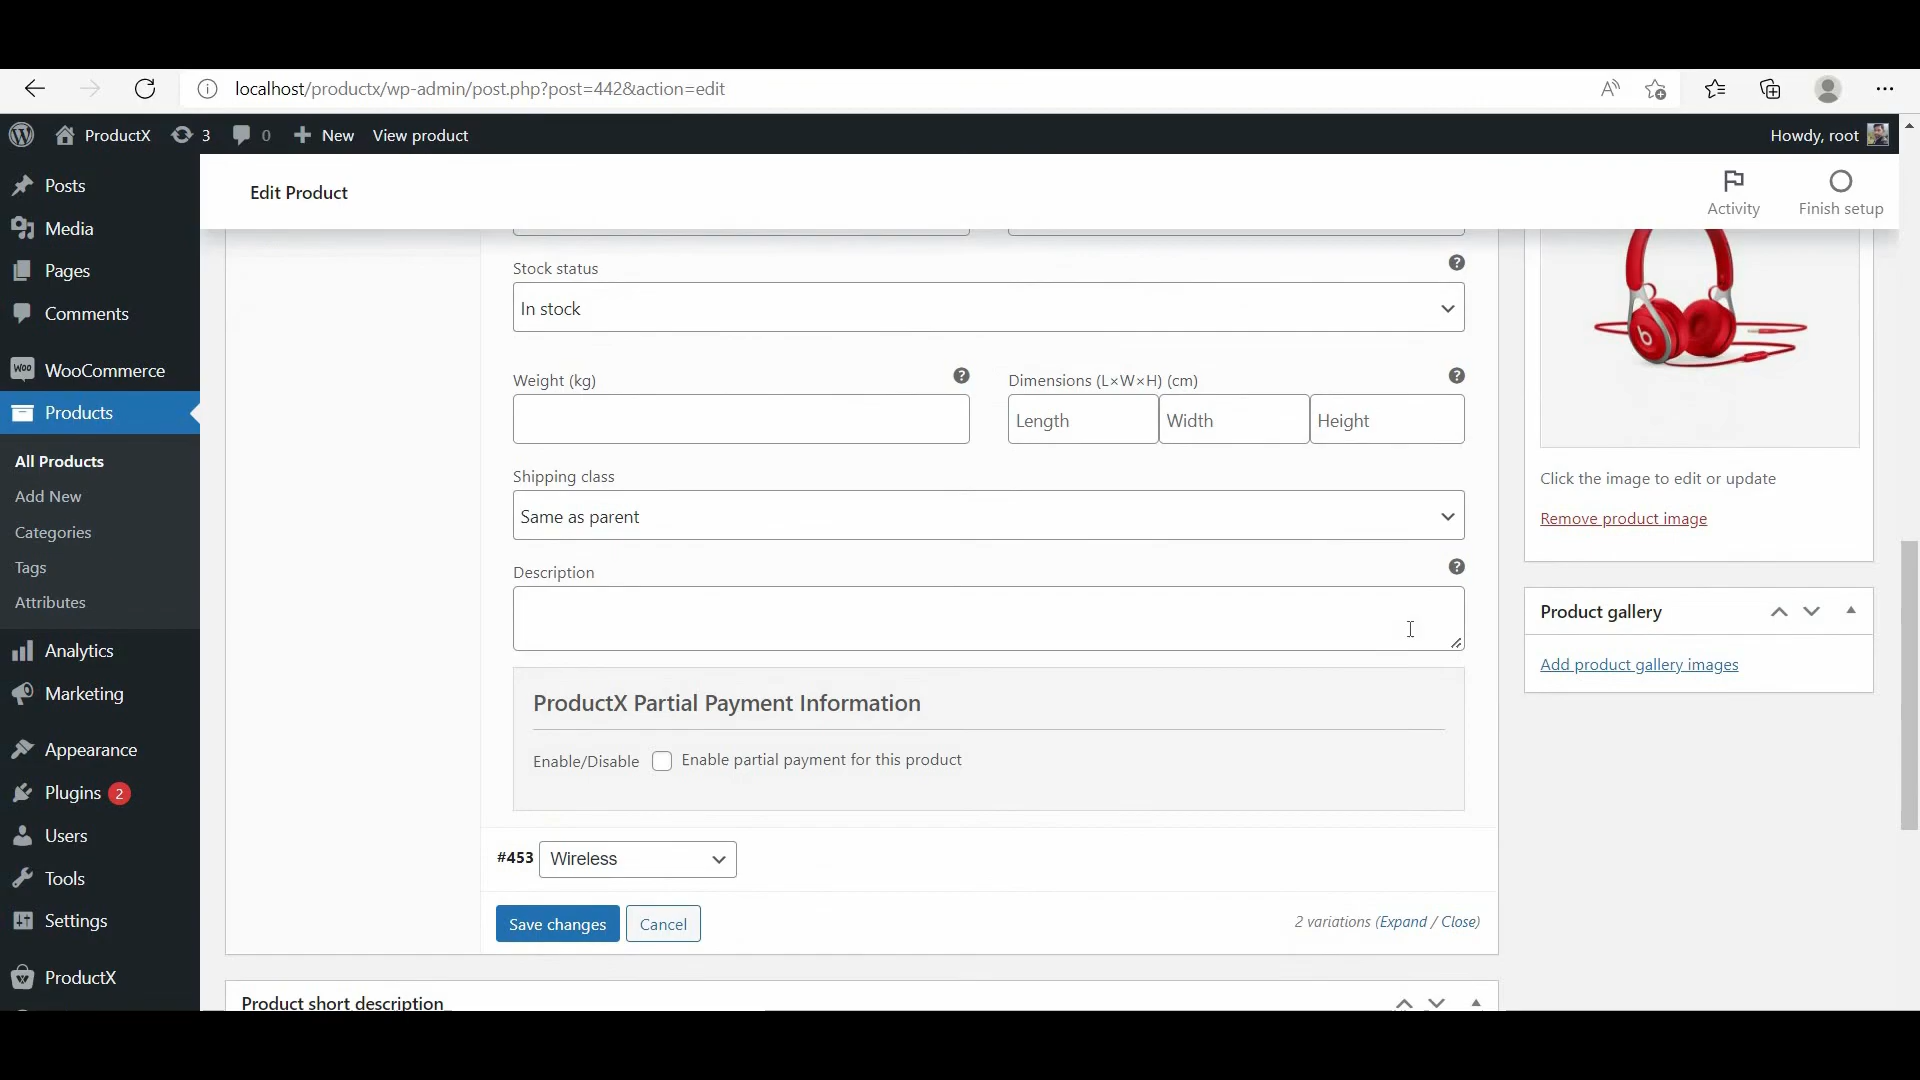 localhost/productx/wp-admin/post.php?post=442&action=edit
ProductX 3 0 New View product Howdy, root
Posts
Media
Pages
Comments
WooCommerce
Products
All Products
Add New
Categories
Tags
Attributes
Analytics
Marketing
Appearance
Plugins 2
Users
Tools
Settings
ProductX
Edit Product
Activity
Finish setup
Stock status
In stock
Weight (kg)
Dimensions (L×W×H) (cm)
Length Width Height
Shipping class
Same as parent
Description
ProductX Partial Payment Information
Enable/Disable Enable partial payment for this product
#453 Wireless
Save changes Cancel 2 variations (Expand / Close)
Product short description
Click the image to edit or update
Remove product image
Product gallery
Add product gallery images